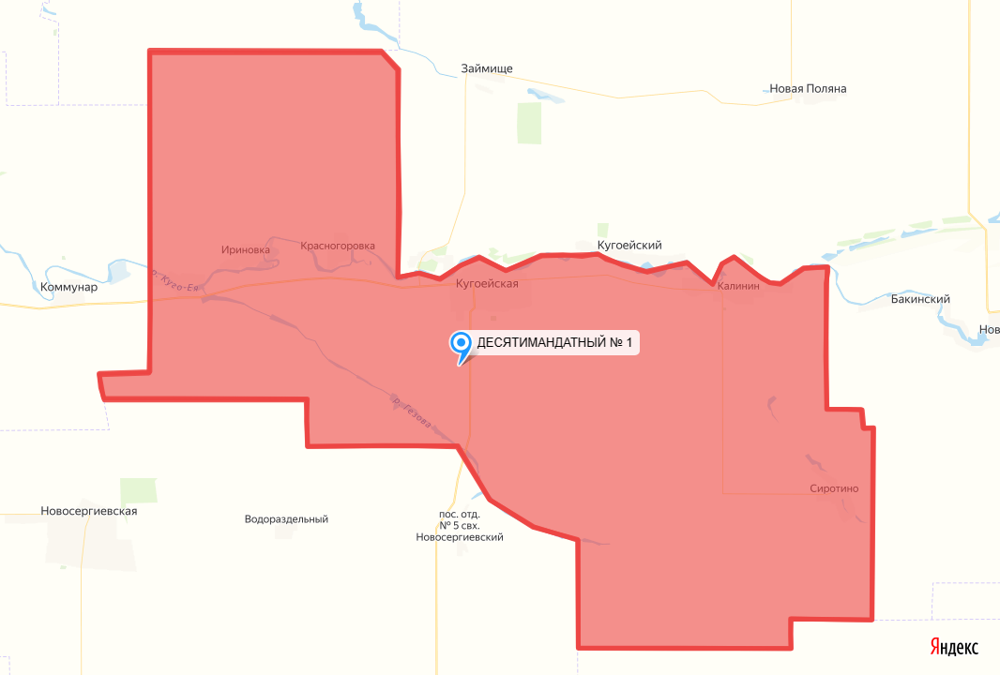 Займище
Новая Поляна
Кугоейский
Ириновка
Красногоровка
р. Куго-Ея
Коммунар
Кугоейская
Калинин
Бакинский
Нов
ДЕСЯТИМАНДАТНЫЙ № 1
р. Гезова
Сиротино
Новосергиевская
Водораздельный
пос. отд.
№ 5 свх.
Новосергиевский
Яндекс